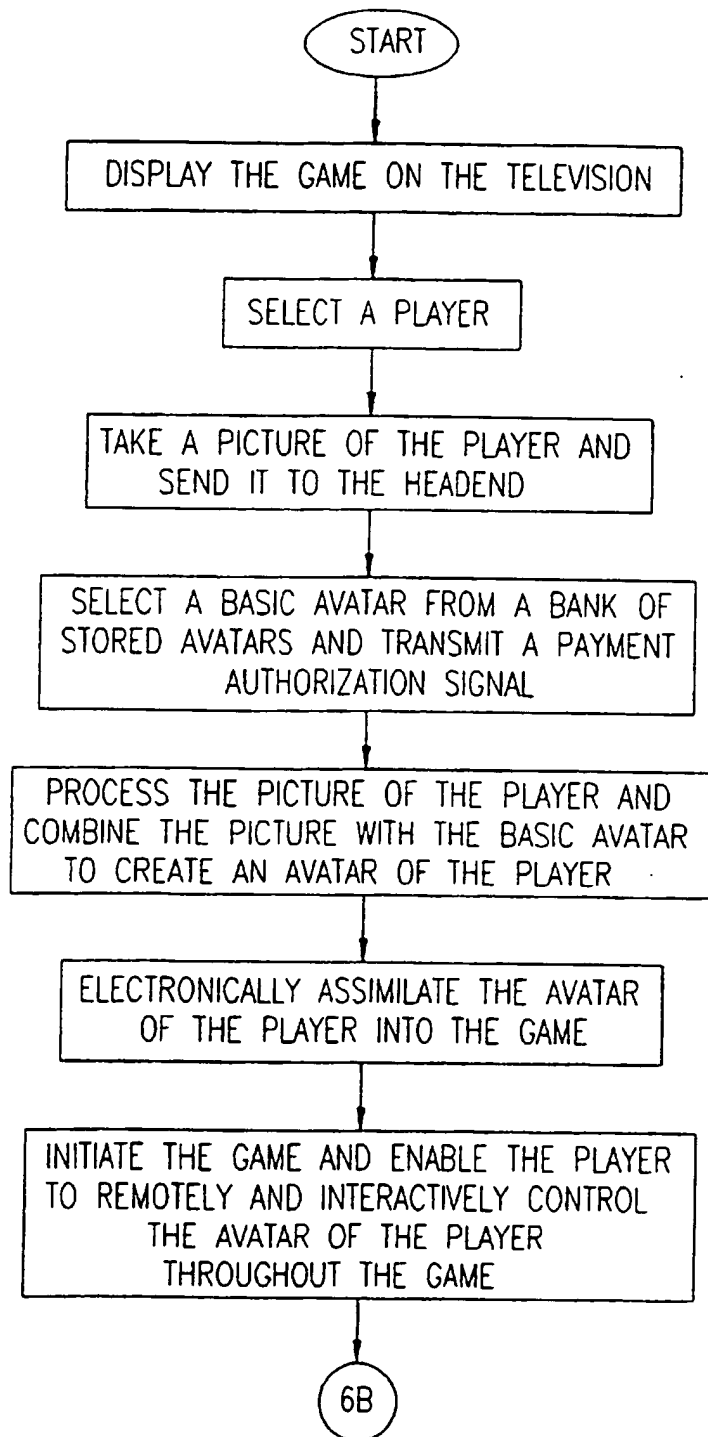 START
DISPLAY THE GAME ON THE TELEVISION
SELECT A PLAYER
TAKE A PICTURE OF THE PLAYER AND
SEND IT TO THE HEADEND
SELECT A BASIC AVATAR FROM A BANK OF
STORED AVATARS AND TRANSMIT A PAYMENT
AUTHORIZATION SIGNAL
PROCESS THE PICTURE OF THE PLAYER AND
COMBINE THE PICTURE WITH THE BASIC AVATAR
TO CREATE AN AVATAR OF THE PLAYER
ELECTRONICALLY ASSIMILATE THE AVATAR
OF THE PLAYER INTO THE GAME
INITIATE THE GAME AND ENABLE THE PLAYER
TO REMOTELY AND INTERACTIVELY CONTROL
THE AVATAR OF THE PLAYER
THROUGHOUT THE GAME
6B